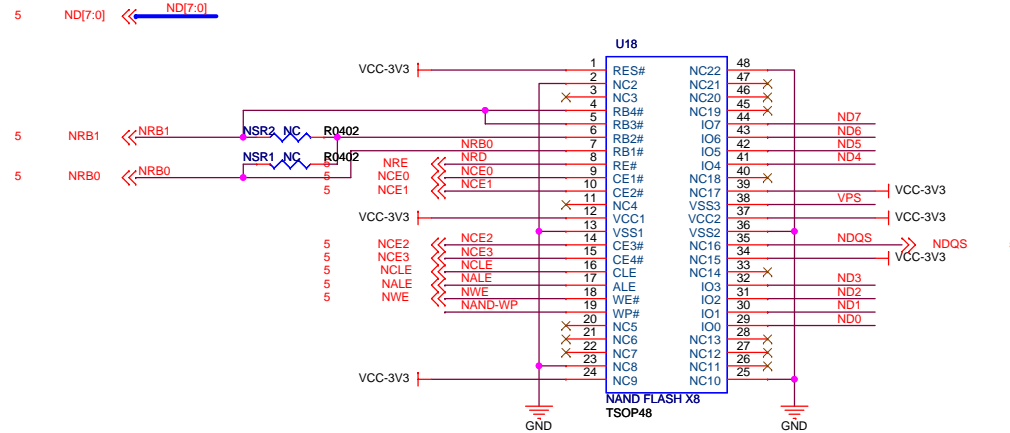 5 ND[7:0] ND[7:0]
U18
VCC-3V3 1 RES# NC22 48
2 NC2 NC21 47
3 NC3 NC20 46
4 RB4# NC19 45
5 RB3# IO7 44 ND7
5 NRB1 NRB1 NSR2 NC R0402 6 RB2# IO6 43 ND6
NRB0 7 RB1# IO5 42 ND5
NSR1 NC R0402
5 NRE NRD 8 RE# IO4 41 ND4
5 NRB0 NRB0 5 NCE0 NCE0 9 CE1# NC18 40
5 NCE1 NCE1 10 CE2# NC17 39 VCC-3V3
11 NC4 VSS3 38 VPS
VCC-3V3 12 VCC1 VCC2 37 VCC-3V3
13 VSS1 VSS2 36
5 NCE2 NCE2 14 CE3# NC16 35 NDQS NDQS
5 NCE3 NCE3 15 CE4# NC15 34 VCC-3V3
5 NCLE NCLE 16 CLE NC14 33
5 NALE NALE 17 ALE IO3 32 ND3
5 NWE NWE 18 WE# IO2 31 ND2
NAND-WP 19 WP# IO1 30 ND1
20 NC5 IO0 29 ND0
21 NC6 NC13 28
22 NC7 NC12 27
23 NC8 NC11 26
VCC-3V3 24 NC9 NC10 25
NAND FLASH X8
TSOP48
GND GND